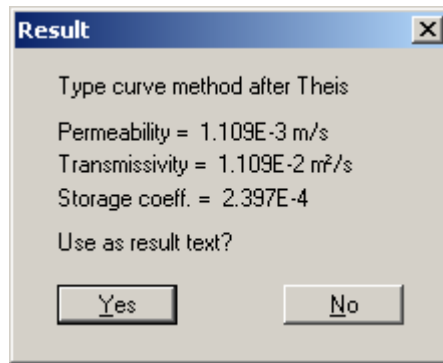 Result
Type curve method after Theis
Permeability = 1.109E-3 m/s
Transmissivity = 1.109E-2 m²/s
Storage coeff. = 2.397E-4
Use as result text?
Yes No